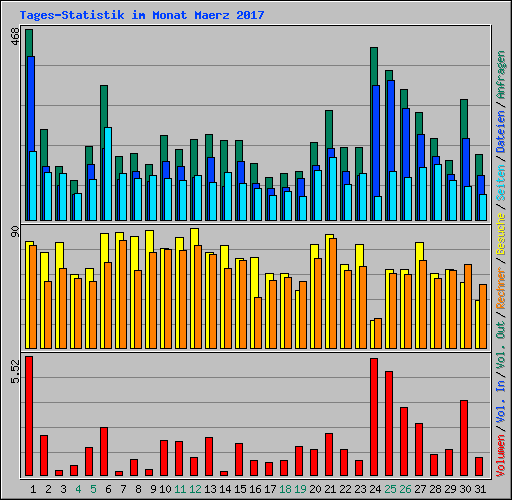 Tages-Statistik im Monat Maerz 2017
468
90
5.52
Volumen / Vol. In / Vol. Out / Rechner / Besuche / Seiten / Dateien / Anfragen
1 2 3 4 5 6 7 8 9 10 11 12 13 14 15 16 17 18 19 20 21 22 23 24 25 26 27 28 29 30 31